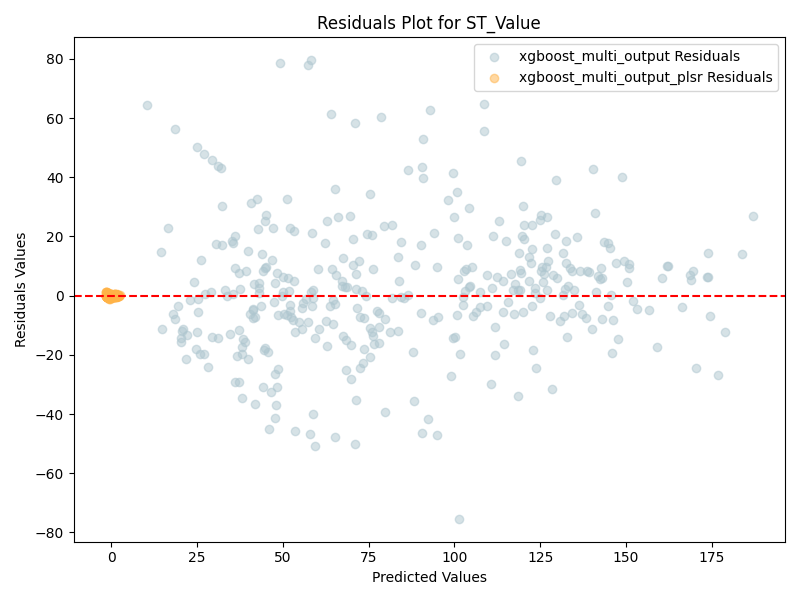 Residuals Plot for ST_Value
xgboost_multi_output Residuals
xgboost_multi_output_plsr Residuals
Residuals Values
80
60
40
20
0
−20
−40
−60
−80
0 25 50 75 100 125 150 175
Predicted Values